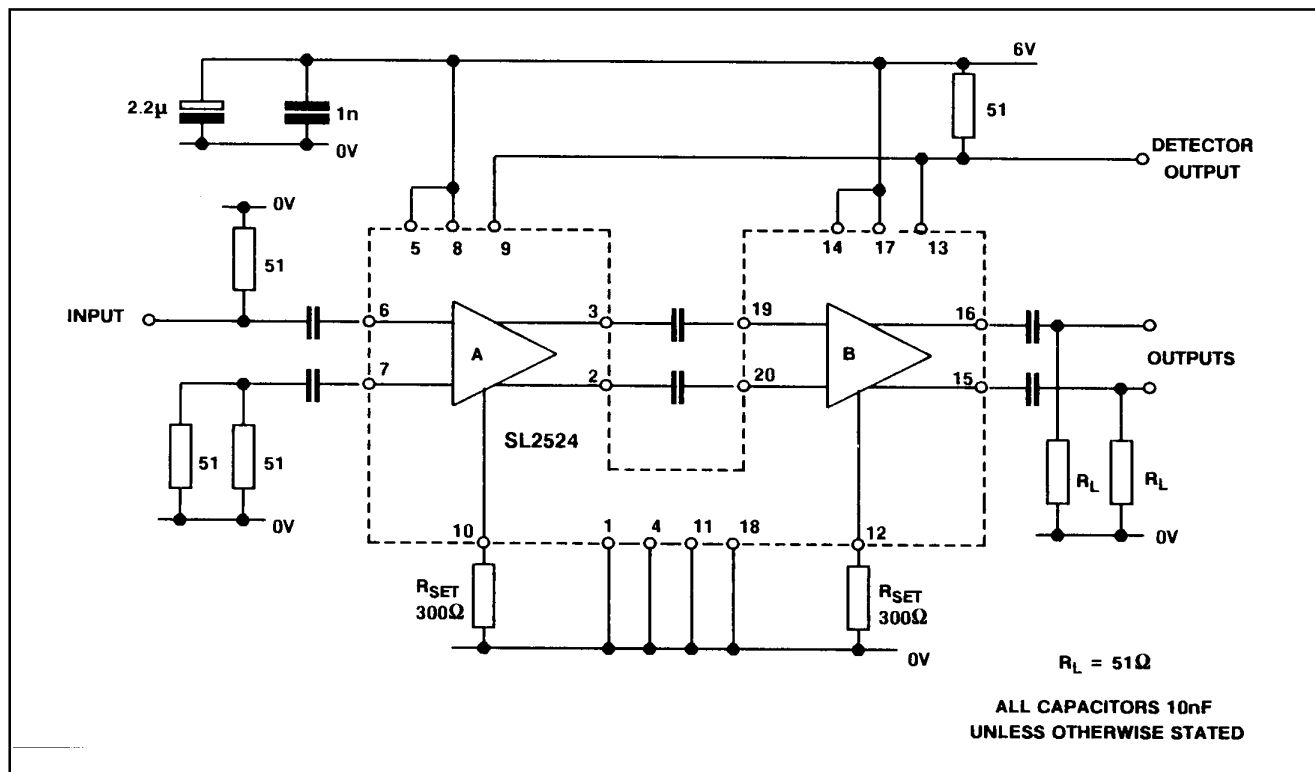 6V
2.2μ
1n
51
0V
DETECTOR
OUTPUT
0V
5
8
9
14
17
13
51
INPUT
6
3
19
16
A
B
OUTPUTS
7
2
20
15
SL2524
51
51
R_L
R_L
0V
10
1
4
11
18
12
0V
R_SET
300Ω
R_SET
300Ω
0V
R_L = 51Ω
ALL CAPACITORS 10nF
UNLESS OTHERWISE STATED